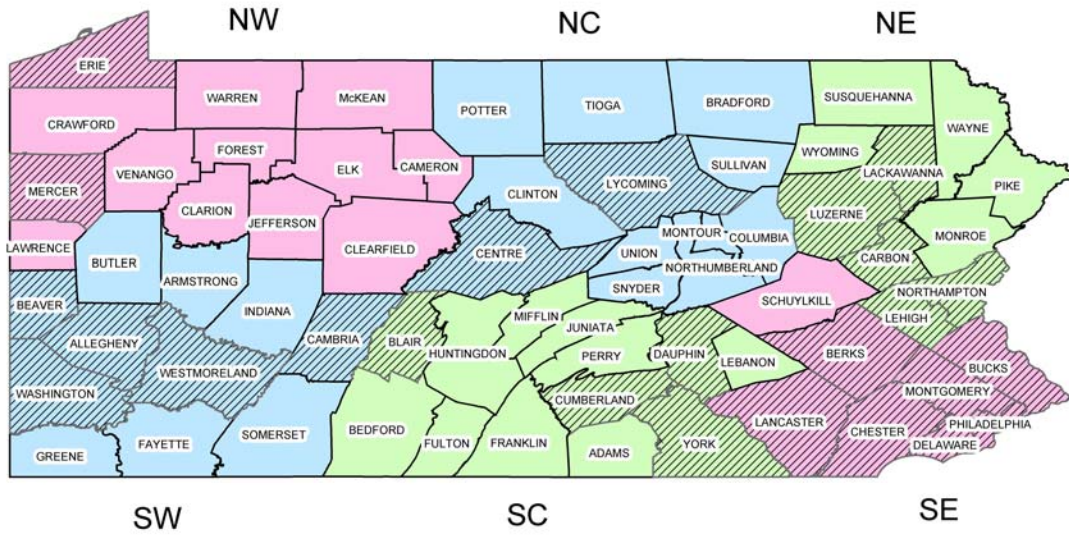 NW NC NE
ERIE
WARREN
McKEAN
CRAWFORD
POTTER
TIOGA
BRADFORD
SUSQUEHANNA
WAYNE
FOREST
VENANGO
ELK
CAMERON
MERCER
CLARION
JEFFERSON
CLINTON
LYCOMING
SULLIVAN
WYOMING
LACKAWANNA
PIKE
LUZERNE
LAWRENCE
BUTLER
CLEARFIELD
CENTRE
UNION
MONTOUR
COLUMBIA
MONROE
CARBON
ARMSTRONG
NORTHUMBERLAND
SNYDER
BEAVER
INDIANA
SCHUYLKILL
NORTHAMPTON
LEHIGH
ALLEGHENY
CAMBRIA
BLAIR
MIFFLIN
JUNIATA
HUNTINGDON
PERRY
DAUPHIN
LEBANON
BERKS
BUCKS
WESTMORELAND
WASHINGTON
CUMBERLAND
MONTGOMERY
LANCASTER
PHILADELPHIA
CHESTER
DELAWARE
GREENE
FAYETTE
SOMERSET
BEDFORD
FULTON
FRANKLIN
ADAMS
YORK
SW SC SE